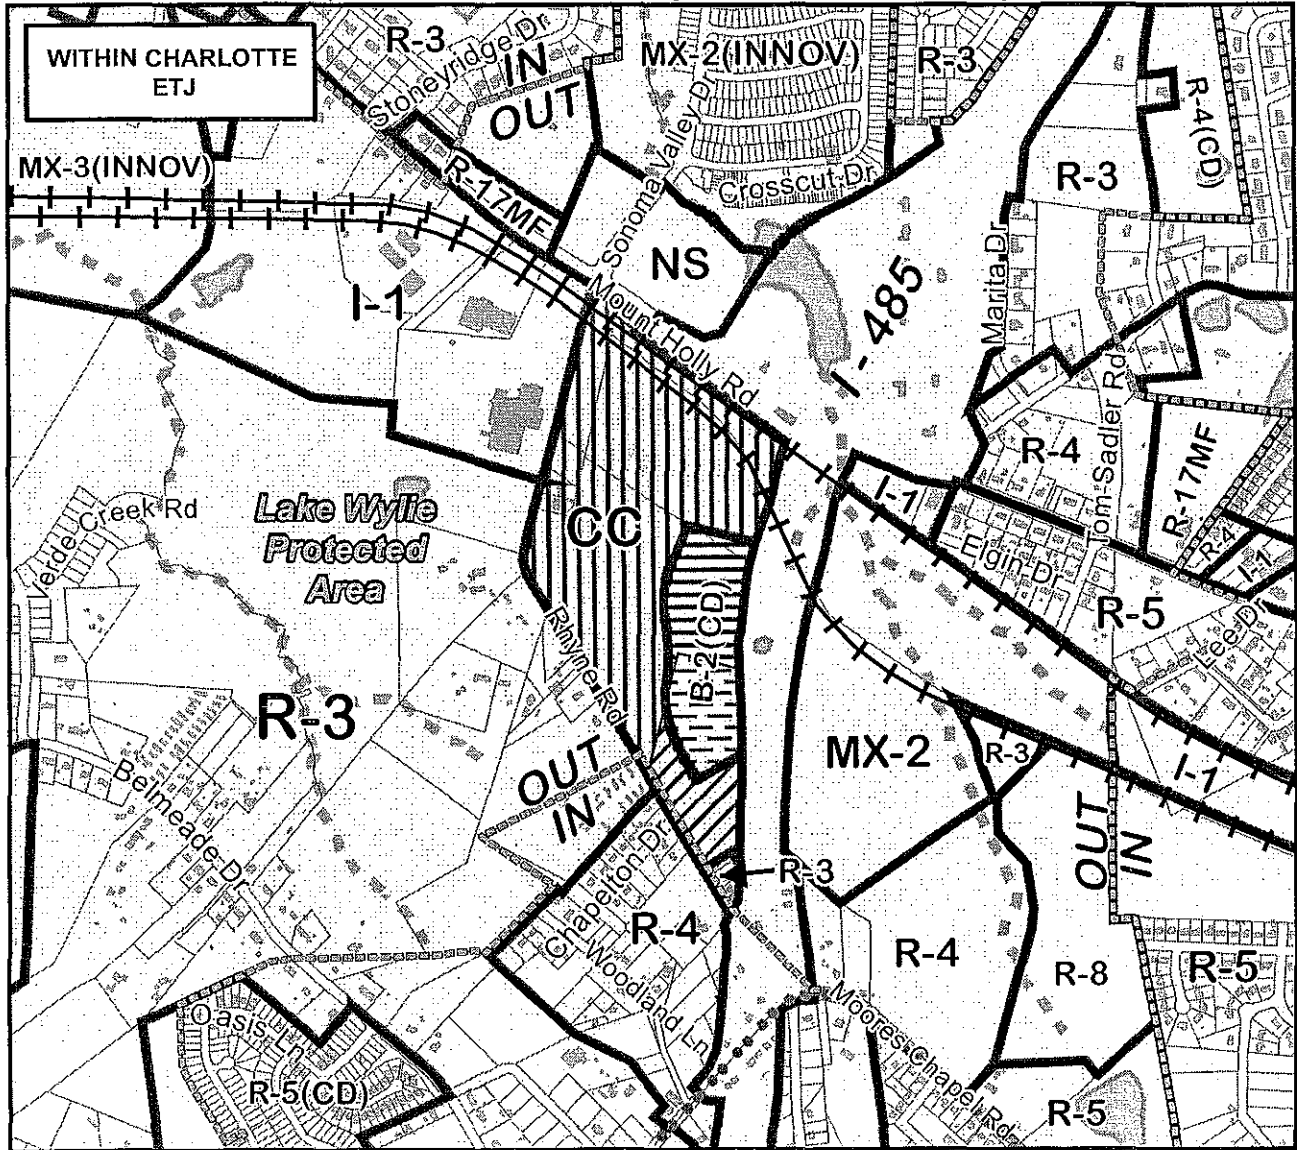 WITHIN CHARLOTTE
ETJ
R-3
Stoneyridge Dr
IN
OUT
MX-2(INNOV)
R-3
R-4(CD)
MX-3(INNOV)
R-17MF
Sonoma Valley Dr
Crosscut Dr
R-3
NS
Marita Dr
I-1
Mount Holly Rd
I - 485
Tom Sadler Rd
R-4
R-17MF
Verde Creek Rd
Lake Wylie
Protected
Area
CC
I-1
R-4
I-1
Elgin Dr
R-5
Lee Dr
Rhyne Rd
B-2(CD)
R-3
OUT
IN
MX-2
R-3
I-1
Belmeade Dr
OUT
IN
Chapelton Dr
R-3
R-4
Woodland Ln
R-4
R-8
R-5
Oasis Ln
Moores Chapel Rd
R-5(CD)
R-5